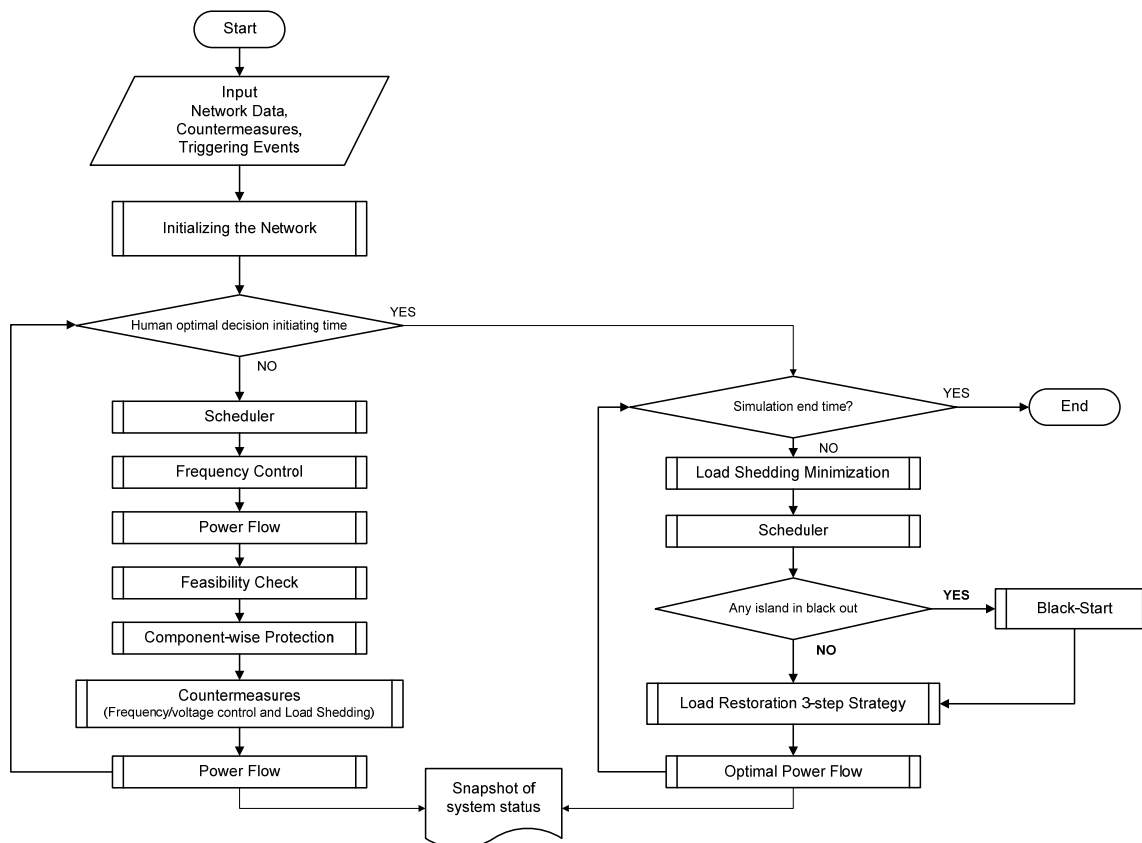 Start
Input
Network Data,
Countermeasures,
Triggering Events
Initializing the Network
Human optimal decision initiating time
YES
NO
Scheduler
Frequency Control
Power Flow
Feasibility Check
Component-wise Protection
Countermeasures
(Frequency/voltage control and Load Shedding)
Power Flow
Simulation end time?
YES
End
NO
Load Shedding Minimization
Scheduler
Any island in black out
YES
Black-Start
NO
Load Restoration 3-step Strategy
Optimal Power Flow
Snapshot of
system status